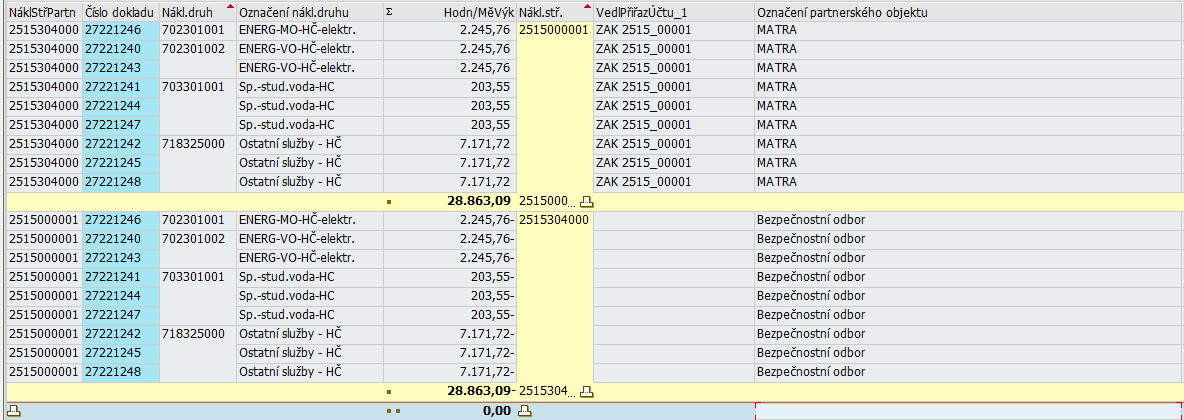 NáklStřPartn Číslo dokladu Nákl.druh Označení nákl.druhu Σ Hodn/MěVýk Nákl.stř. VedlPřiřazÚčtu_1 Označení partnerského objektu
2515304000 27221246 702301001 ENERG-MO-HČ-elektr. 2.245,76 2515000001 ZAK 2515_00001 MATRA
2515304000 27221240 702301002 ENERG-VO-HČ-elektr. 2.245,76 ZAK 2515_00001 MATRA
2515304000 27221243 ENERG-VO-HČ-elektr. 2.245,76 ZAK 2515_00001 MATRA
2515304000 27221241 703301001 Sp.-stud.voda-HC 203,55 ZAK 2515_00001 MATRA
2515304000 27221244 Sp.-stud.voda-HC 203,55 ZAK 2515_00001 MATRA
2515304000 27221247 Sp.-stud.voda-HC 203,55 ZAK 2515_00001 MATRA
2515304000 27221242 718325000 Ostatní služby - HČ 7.171,72 ZAK 2515_00001 MATRA
2515304000 27221245 Ostatní služby - HČ 7.171,72 ZAK 2515_00001 MATRA
2515304000 27221248 Ostatní služby - HČ 7.171,72 ZAK 2515_00001 MATRA
28.863,09 2515000...
2515000001 27221246 702301001 ENERG-MO-HČ-elektr. 2.245,76- 2515304000 Bezpečnostní odbor
2515000001 27221240 702301002 ENERG-VO-HČ-elektr. 2.245,76- Bezpečnostní odbor
2515000001 27221243 ENERG-VO-HČ-elektr. 2.245,76- Bezpečnostní odbor
2515000001 27221241 703301001 Sp.-stud.voda-HC 203,55- Bezpečnostní odbor
2515000001 27221244 Sp.-stud.voda-HC 203,55- Bezpečnostní odbor
2515000001 27221247 Sp.-stud.voda-HC 203,55- Bezpečnostní odbor
2515000001 27221242 718325000 Ostatní služby - HČ 7.171,72- Bezpečnostní odbor
2515000001 27221245 Ostatní služby - HČ 7.171,72- Bezpečnostní odbor
2515000001 27221248 Ostatní služby - HČ 7.171,72- Bezpečnostní odbor
28.863,09- 2515304...
0,00